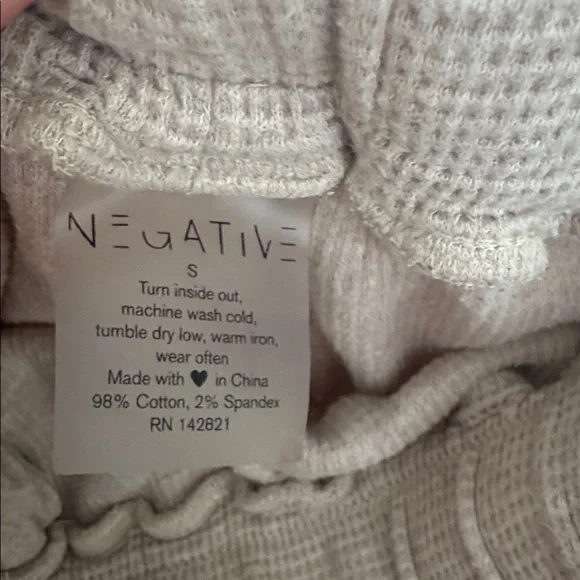 NEGATIVE
S
Turn inside out,
machine wash cold,
tumble dry low, warm iron,
wear often
Made with ♥ in China
98% Cotton, 2% Spandex
RN 142821